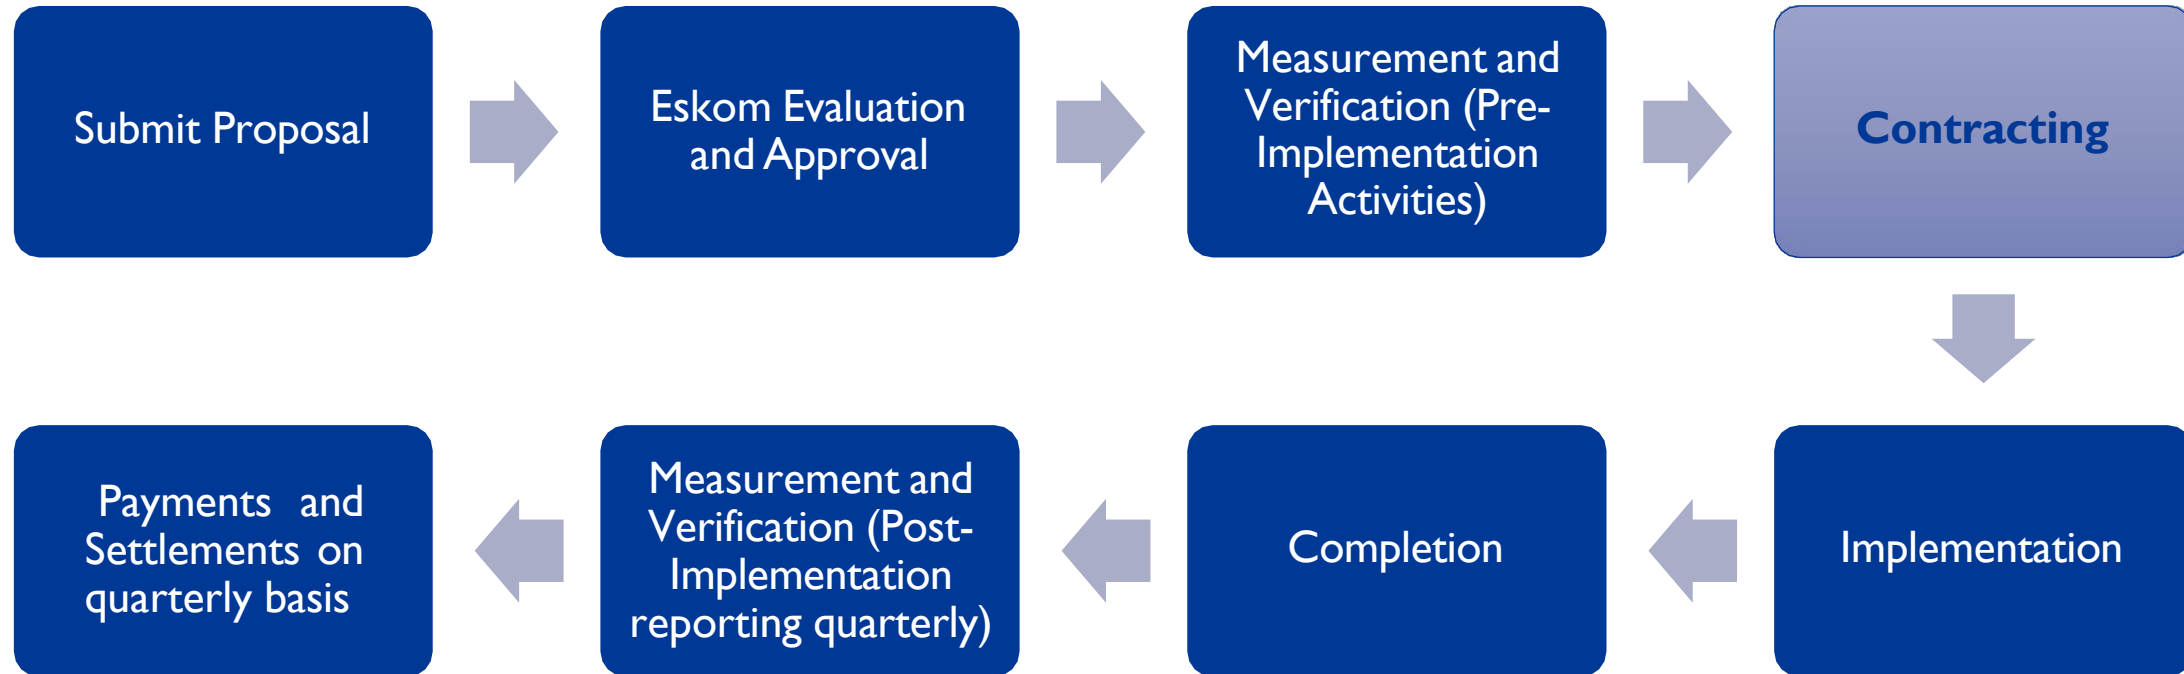 Submit Proposal
Eskom Evaluation
and Approval
Measurement and
Verification (Pre-
Implementation
Activities)
Contracting
Implementation
Completion
Measurement and
Verification (Post-
Implementation
reporting quarterly)
Payments and
Settlements on
quarterly basis